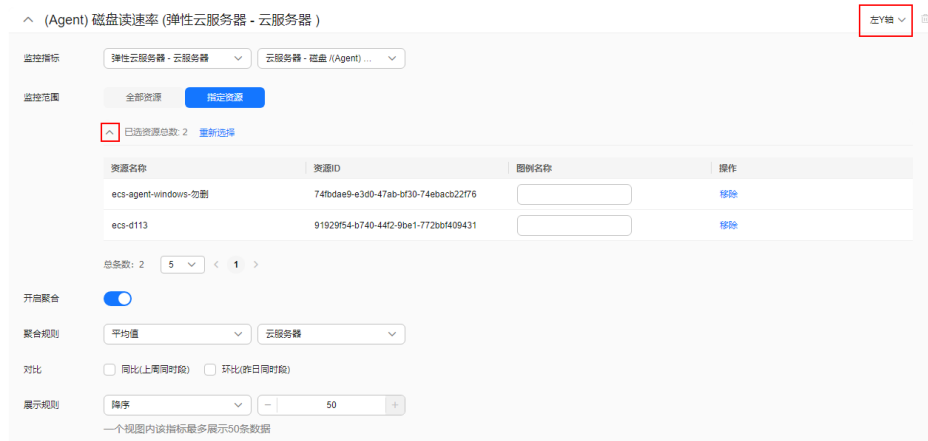 (Agent) 磁盘读速率 (弹性云服务器 - 云服务器 ) 左Y轴
监控指标 弹性云服务器 - 云服务器 云服务器 - 磁盘 /(Agent) ...
监控范围 全部资源 指定资源
已选资源总数: 2 重新选择
资源名称 资源ID 图例名称 操作
ecs-agent-windows-勿删 74fbdae9-e3d0-47ab-bf30-74ebacb22f76 移除
ecs-d113 91929f54-b740-44f2-9be1-772bbf409431 移除
总条数: 2 5 < 1 >
开启聚合
聚合规则 平均值 云服务器
对比 同比(上周同时段) 环比(昨日同时段)
展示规则 降序 − 50 +
一个视图内该指标最多展示50条数据